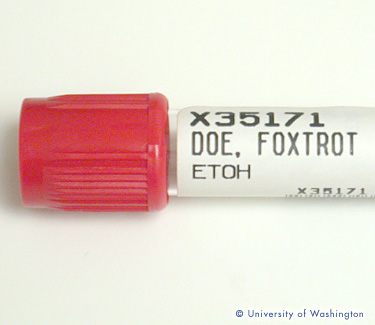 X35171
DOE, FOXTROT
ETOH
X35171
© University of Washington